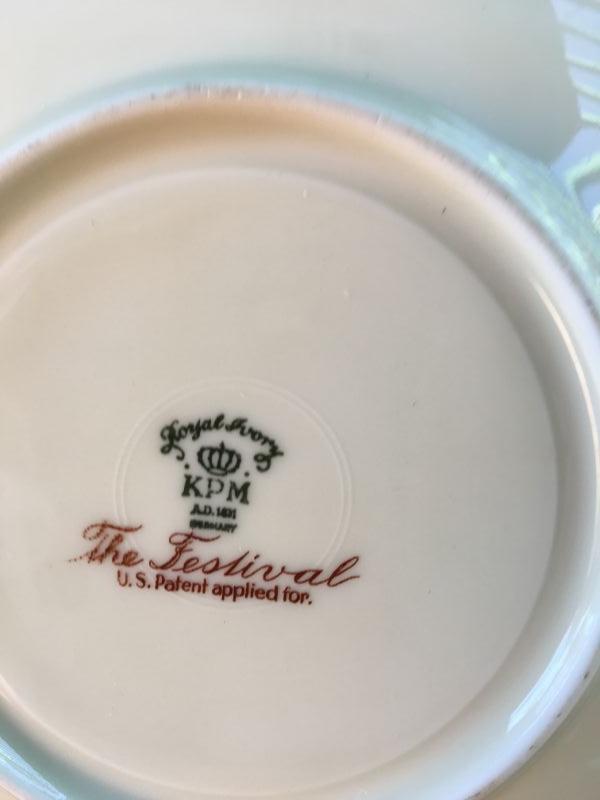 Royal Ivory
KPM
A.D. 1831
GERMANY
The Festival
U.S. Patent applied for.